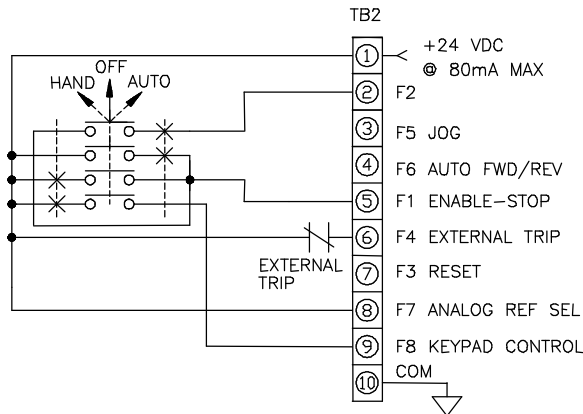 TB2
OFF
HAND
AUTO
1
+24 VDC
@ 80mA MAX
2
F2
3
F5 JOG
4
F6 AUTO FWD/REV
5
F1 ENABLE-STOP
6
F4 EXTERNAL TRIP
EXTERNAL
TRIP
7
F3 RESET
8
F7 ANALOG REF SEL
9
F8 KEYPAD CONTROL
10
COM